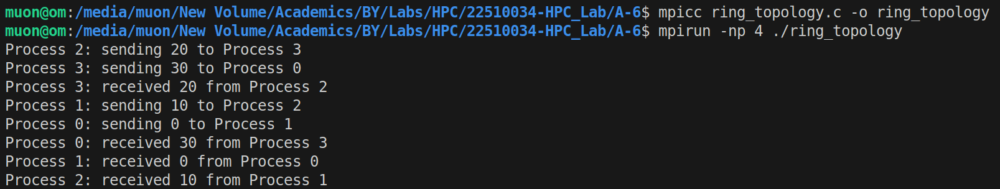 muon@om:/media/muon/New Volume/Academics/BY/Labs/HPC/22510034-HPC_Lab/A-6$ mpicc ring_topology.c -o ring_topology
muon@om:/media/muon/New Volume/Academics/BY/Labs/HPC/22510034-HPC_Lab/A-6$ mpirun -np 4 ./ring_topology
Process 2: sending 20 to Process 3
Process 3: sending 30 to Process 0
Process 3: received 20 from Process 2
Process 1: sending 10 to Process 2
Process 0: sending 0 to Process 1
Process 0: received 30 from Process 3
Process 1: received 0 from Process 0
Process 2: received 10 from Process 1